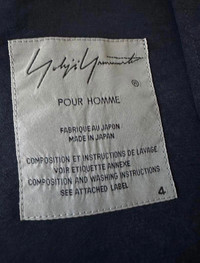 Yohji Yamamoto
®
POUR HOMME
FABRIQUE AU JAPON
MADE IN JAPAN
COMPOSITION ET INSTRUCTIONS DE LAVAGE
VOIR ETIQUETTE ANNEXE
COMPOSITION AND WASHING INSTRUCTIONS
SEE ATTACHED LABEL
4